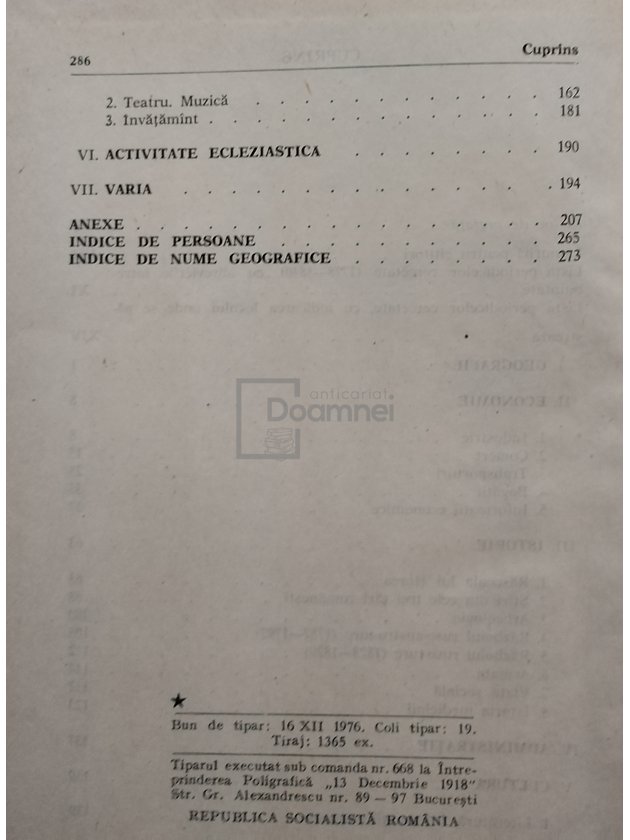 286
Cuprins
2. Teatru. Muzică . . . . . . . . . . . . 162
3. Învățămînt . . . . . . . . . . . . . 181
VI. ACTIVITATE ECLEZIASTICA . . . . . . . . 190
VII. VARIA . . . . . . . . . . . . . . 194
ANEXE . . . . . . . . . . . . . . . . 207
INDICE DE PERSOANE . . . . . . . . . . . 265
INDICE DE NUME GEOGRAFICE . . . . . . . . 273
anticariat
Doamnei
★
Bun de tipar: 16 XII 1976. Coli tipar: 19.
Tiraj: 1365 ex.
Tiparul executat sub comanda nr. 668 la Între-
prinderea Poligrafică „13 Decembrie 1918”
Str. Gr. Alexandrescu nr. 89 — 97 București
REPUBLICA SOCIALISTĂ ROMÂNIA